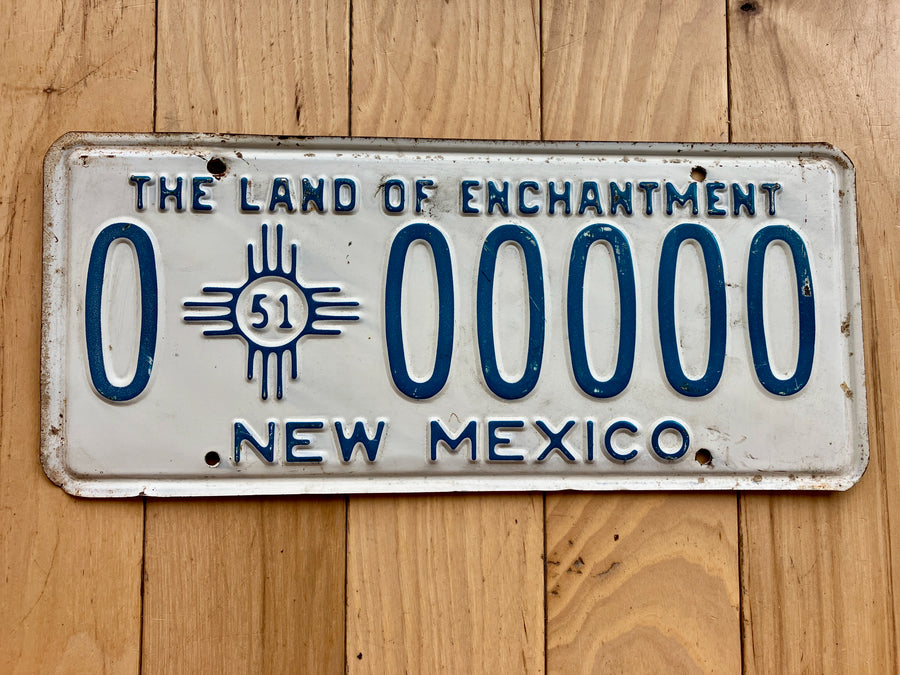 THE LAND OF ENCHANTMENT
0 51 00000
NEW MEXICO